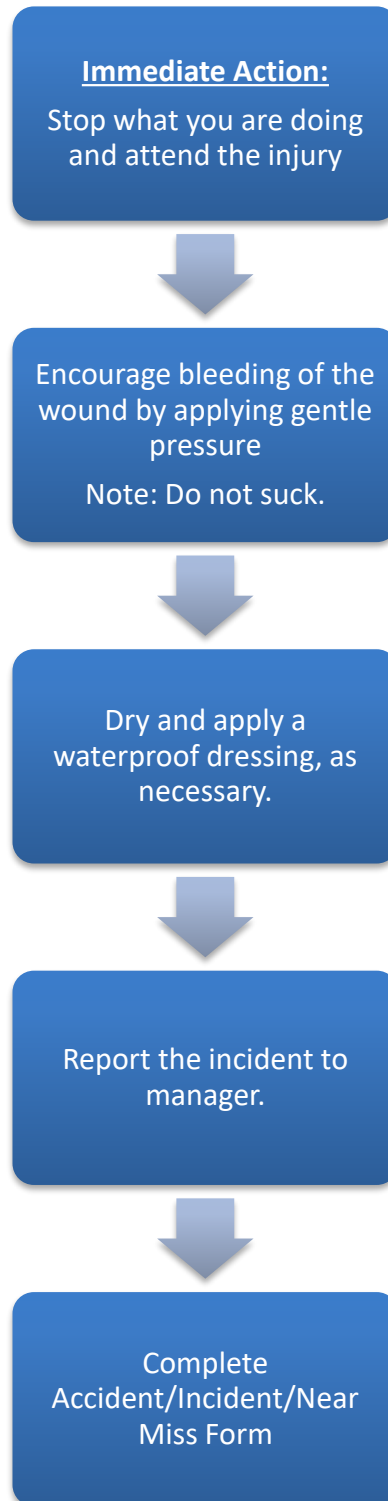 Immediate Action:
Stop what you are doing
and attend the injury
Encourage bleeding of the
wound by applying gentle
pressure
Note: Do not suck.
Dry and apply a
waterproof dressing, as
necessary.
Report the incident to
manager.
Complete
Accident/Incident/Near
Miss Form